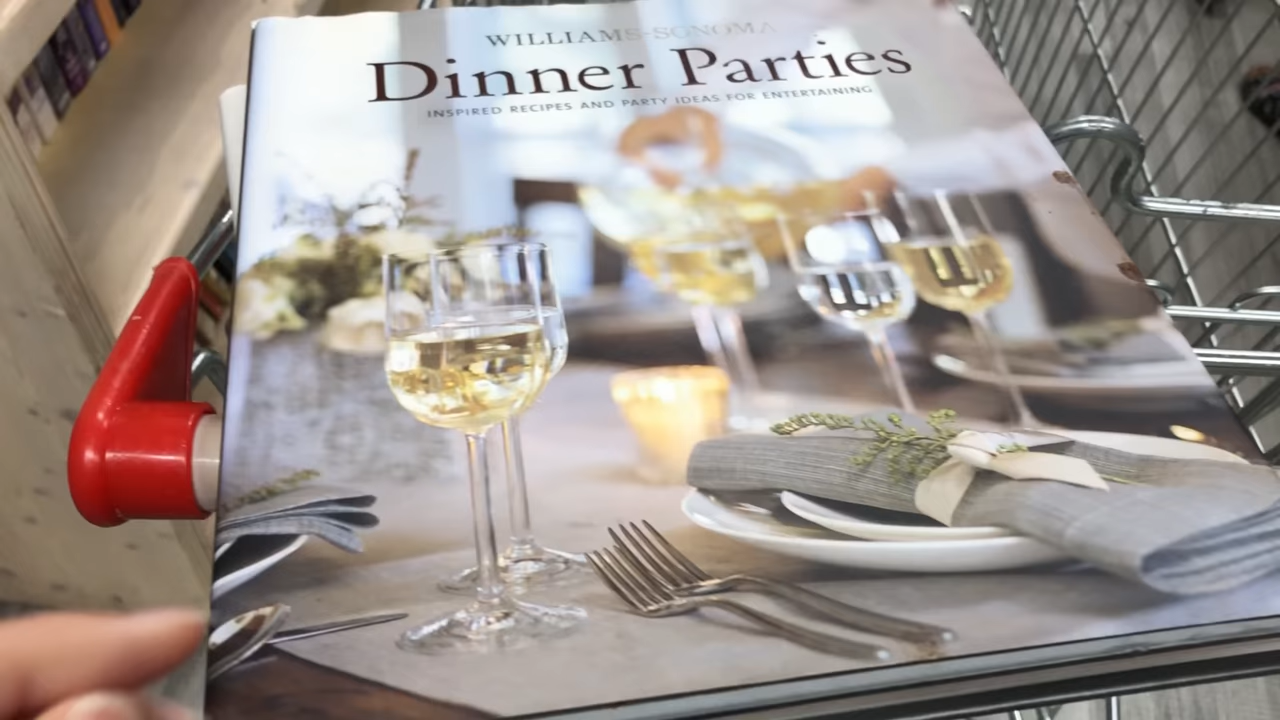 WILLIAMS-SONOMA
Dinner Parties
INSPIRED RECIPES AND PARTY IDEAS FOR ENTERTAINING